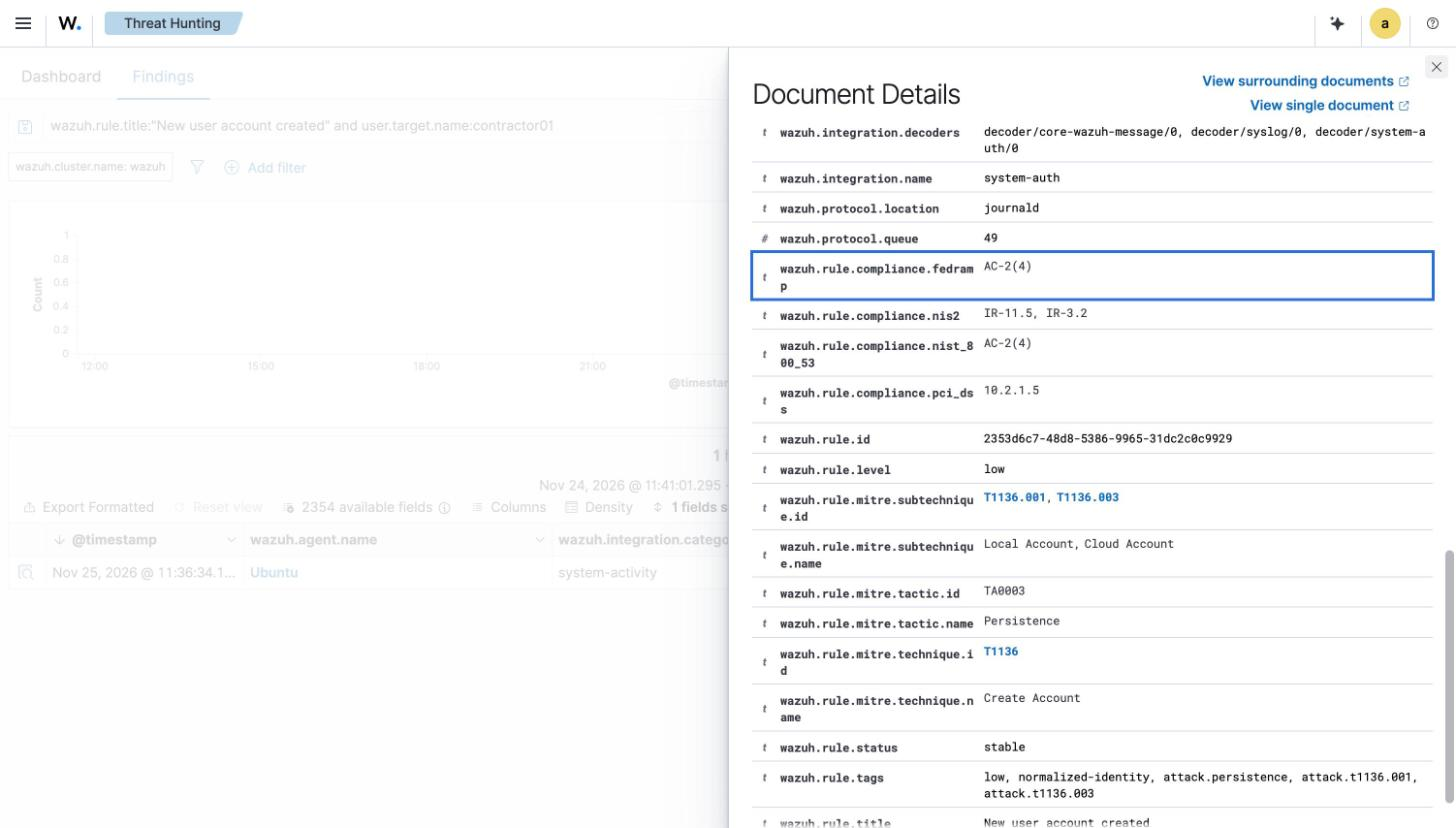 W.
Threat Hunting
a
Dashboard
Findings
wazuh.rule.title:"New user account created" and user.target.name:contractor01
wazuh.cluster.name: wazuh
Add filter
Count
1
0.8
0.6
0.4
0.2
0
12:00
15:00
18:00
21:00
@timestar
1 h
Nov 24, 2026 @ 11:41:01.295 -
Export Formatted
Reset view
2354 available fields
Columns
Density
1 fields s
@timestamp
wazuh.agent.name
wazuh.integration.catego
Nov 25, 2026 @ 11:36:34.1...
Ubuntu
system-activity
Document Details
View surrounding documents
View single document
t wazuh.integration.decoders decoder/core-wazuh-message/0, decoder/syslog/0, decoder/system-a
uth/0
t wazuh.integration.name system-auth
t wazuh.protocol.location journald
# wazuh.protocol.queue 49
t wazuh.rule.compliance.fedram AC-2(4)
p
t wazuh.rule.compliance.nis2 IR-11.5, IR-3.2
t wazuh.rule.compliance.nist_8 AC-2(4)
00_53
t wazuh.rule.compliance.pci_ds 10.2.1.5
s
t wazuh.rule.id 2353d6c7-48d8-5386-9965-31dc2c0c9929
t wazuh.rule.level low
t wazuh.rule.mitre.subtechniqu T1136.001, T1136.003
e.id
t wazuh.rule.mitre.subtechniqu Local Account, Cloud Account
e.name
t wazuh.rule.mitre.tactic.id TA0003
t wazuh.rule.mitre.tactic.name Persistence
t wazuh.rule.mitre.technique.i T1136
d
t wazuh.rule.mitre.technique.n Create Account
ame
t wazuh.rule.status stable
t wazuh.rule.tags low, normalized-identity, attack.persistence, attack.t1136.001,
attack.t1136.003
t wazuh.rule.title New user account created